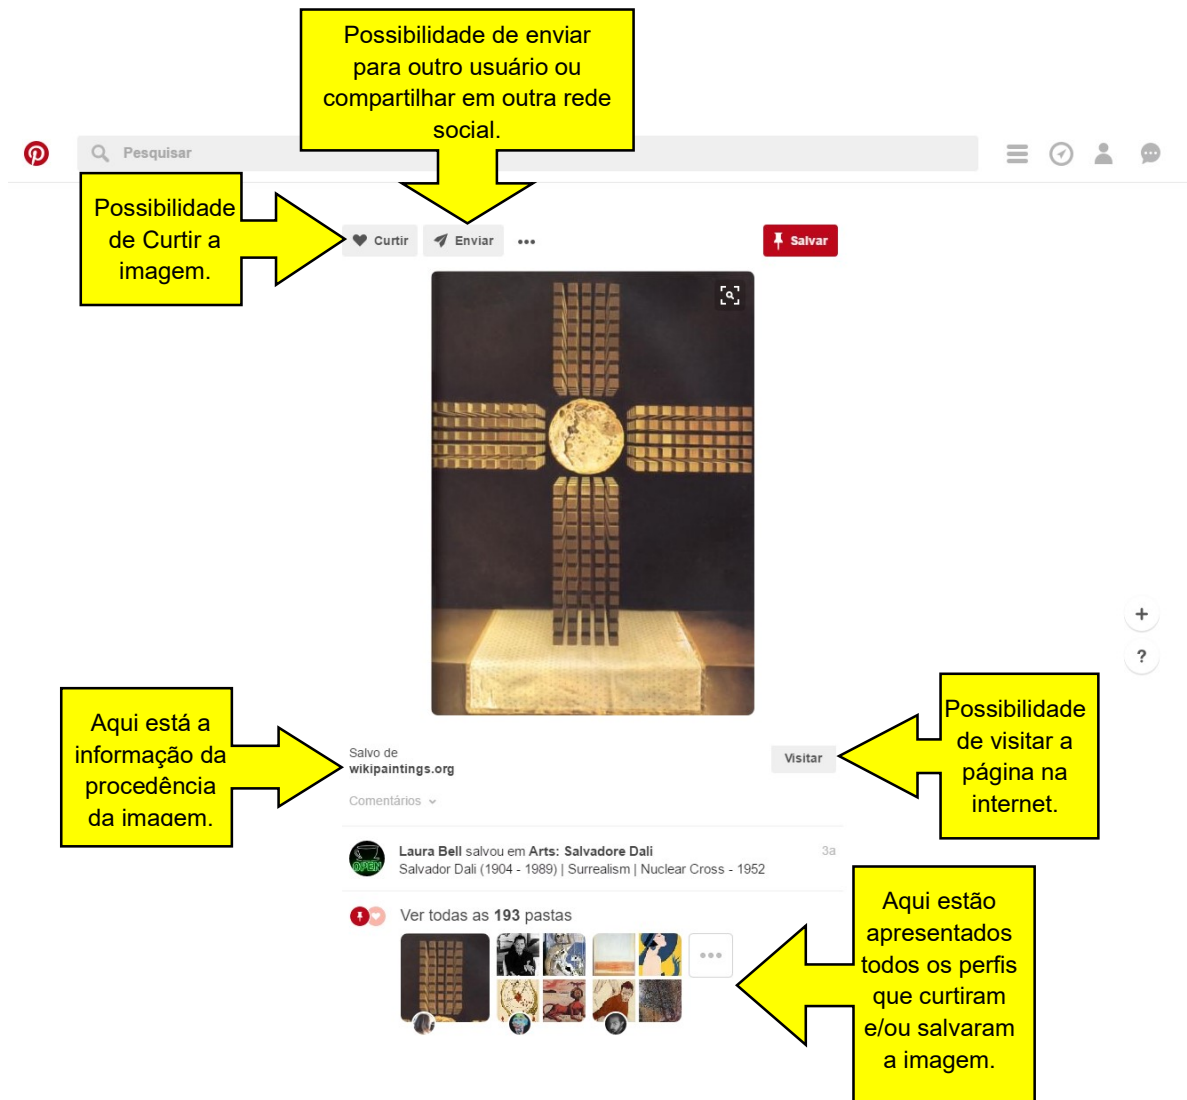 Possibilidade de enviar
para outro usuário ou
compartilhar em outra rede
social.
Pesquisar
Possibilidade
de Curtir a
imagem.
Curtir
Enviar
Salvar
Aqui está a
informação da
procedência
da imagem.
Salvo de
wikipaintings.org
Visitar
Possibilidade
de visitar a
página na
internet.
Comentários
Laura Bell salvou em Arts: Salvadore Dali
3a
Salvador Dali (1904 - 1989) | Surrealism | Nuclear Cross - 1952
Ver todas as 193 pastas
OPEN
Aqui estão
apresentados
todos os perfis
que curtiram
e/ou salvaram
a imagem.